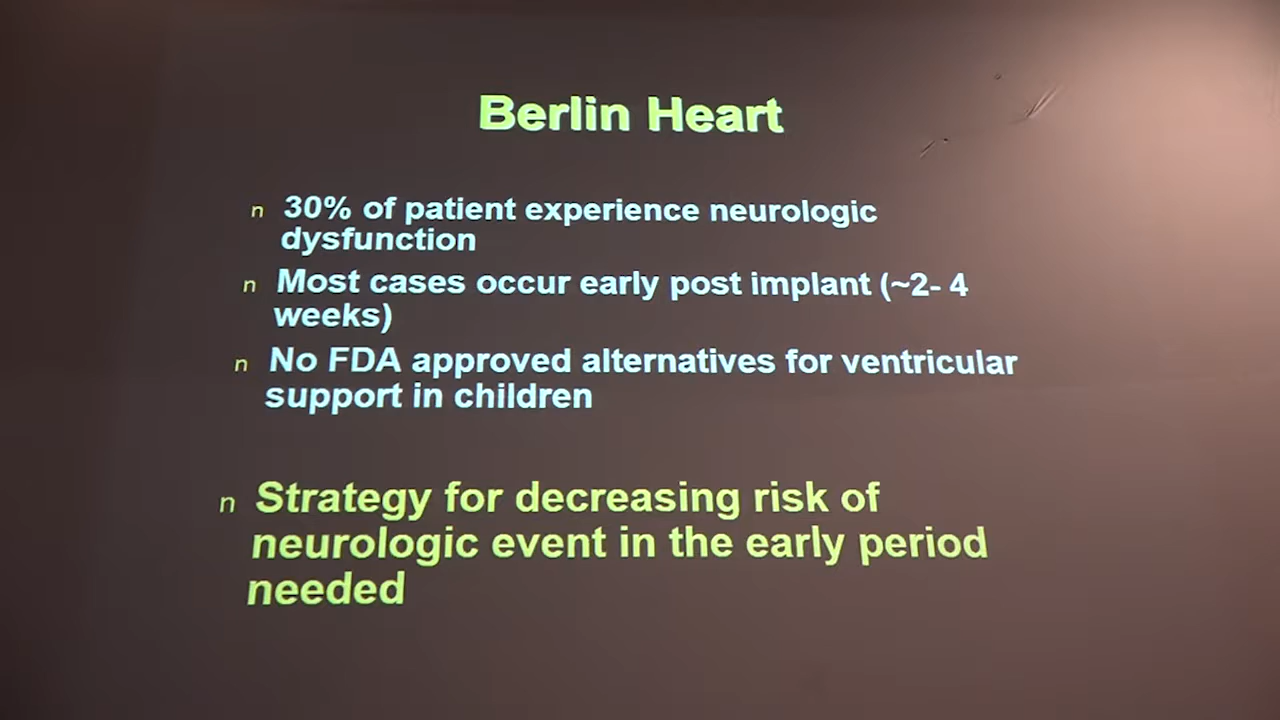 Berlin Heart
n 30% of patient experience neurologic
dysfunction
n Most cases occur early post implant (~2- 4
weeks)
n No FDA approved alternatives for ventricular
support in children
n Strategy for decreasing risk of
neurologic event in the early period
needed